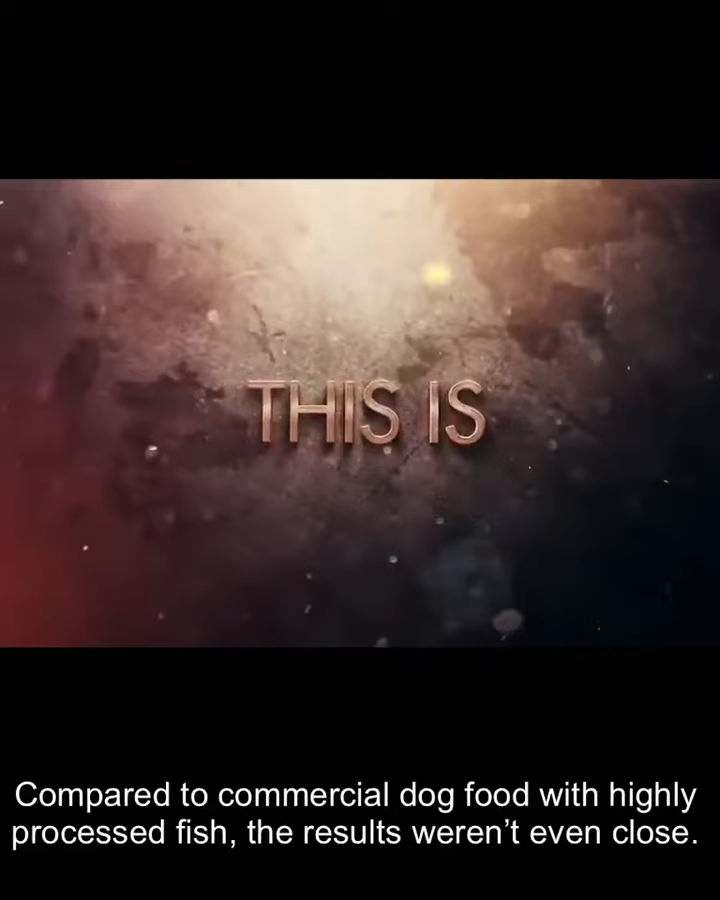 THIS IS
Compared to commercial dog food with highly
processed fish, the results weren’t even close.